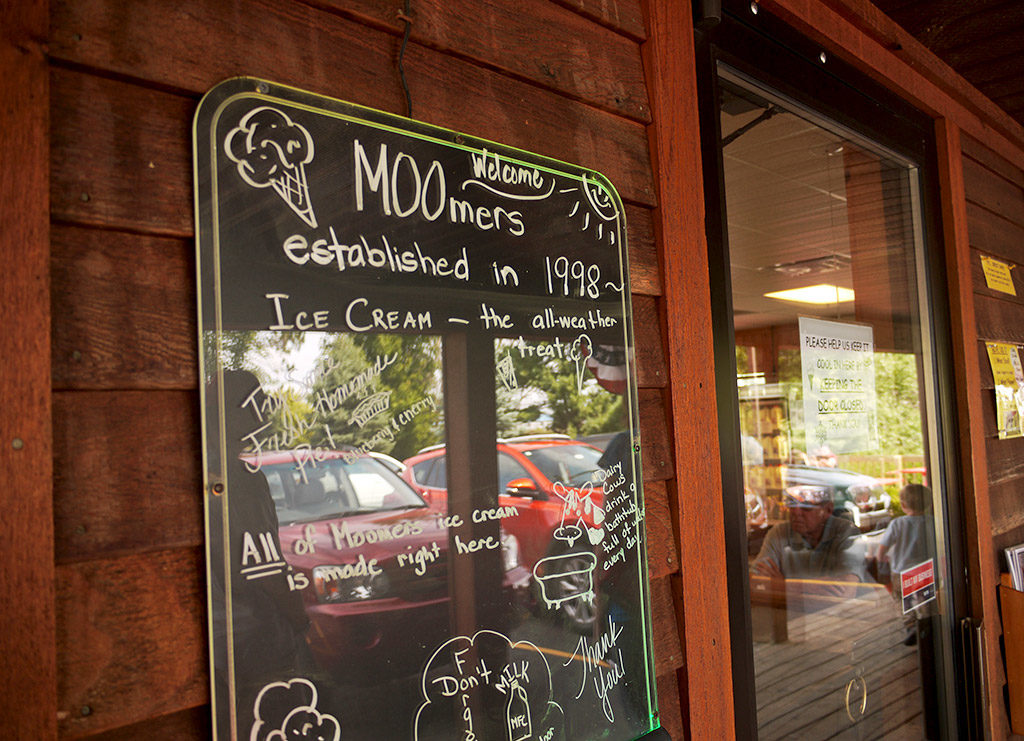 Welcome
MOOmers
established in 1998~
ICE CREAM — the all-weather
treat
Homemade
Pie!
All of Moomers ice cream
is made right here.
Dairy
Cows
drink a
bathtub
full of water
every day.
Thank
You!
Don't
MILK
MFC
PLEASE HELP US KEEP IT
COOL IN HERE BY
KEEPING THE
DOOR CLOSED
THANK YOU!